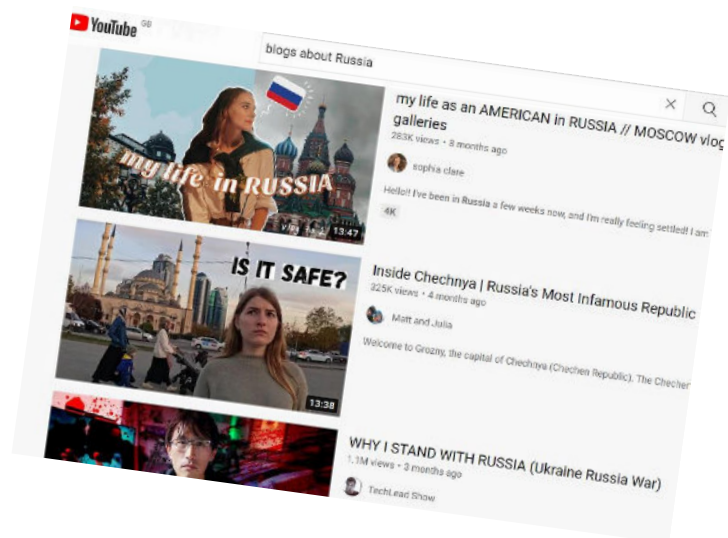 YouTube GB
blogs about Russia
my life in RUSSIA
13:47
my life as an AMERICAN in RUSSIA // MOSCOW vlog
galleries
283K views • 8 months ago
sophia clare
Hello!! I've been in Russia a few weeks now, and I'm really feeling settled! I am
4K
IS IT SAFE?
13:38
Inside Chechnya | Russia's Most Infamous Republic
325K views • 4 months ago
Matt and Julia
Welcome to Grozny, the capital of Chechnya (Chechen Republic). The Chechen
WHY I STAND WITH RUSSIA (Ukraine Russia War)
1.1M views • 3 months ago
TechLead Show